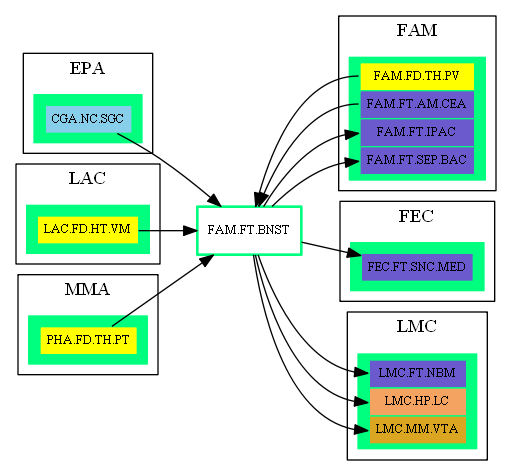 EPA
CGA.NC.SGC
LAC
LAC.FD.HT.VM
MMA
PHA.FD.TH.PT
FAM.FT.BNST
FAM
FAM.FD.TH.PV
FAM.FT.AM.CEA
FAM.FT.IPAC
FAM.FT.SEP.BAC
FEC
FEC.FT.SNC.MED
LMC
LMC.FT.NBM
LMC.HP.LC
LMC.MM.VTA